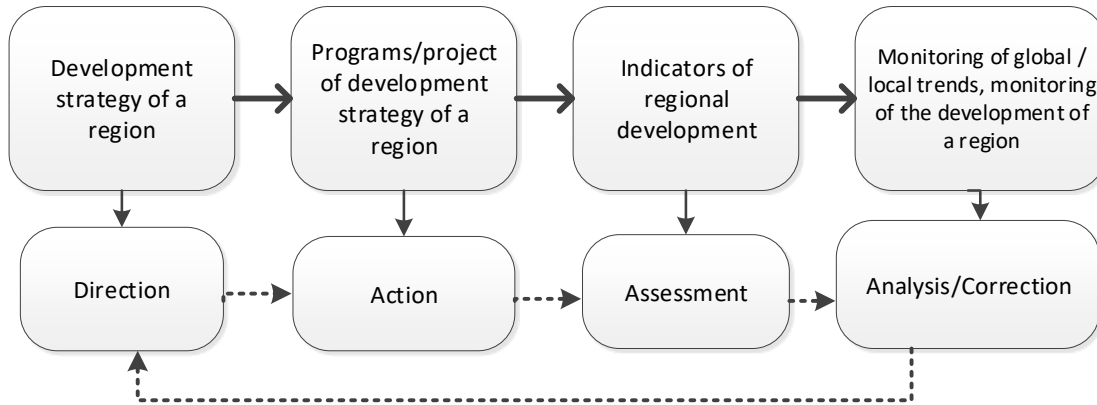 Development
strategy of a
region
Programs/project
of development
strategy of a
region
Indicators of
regional
development
Monitoring of global /
local trends, monitoring
of the development of
a region
Direction
Action
Assessment
Analysis/Correction